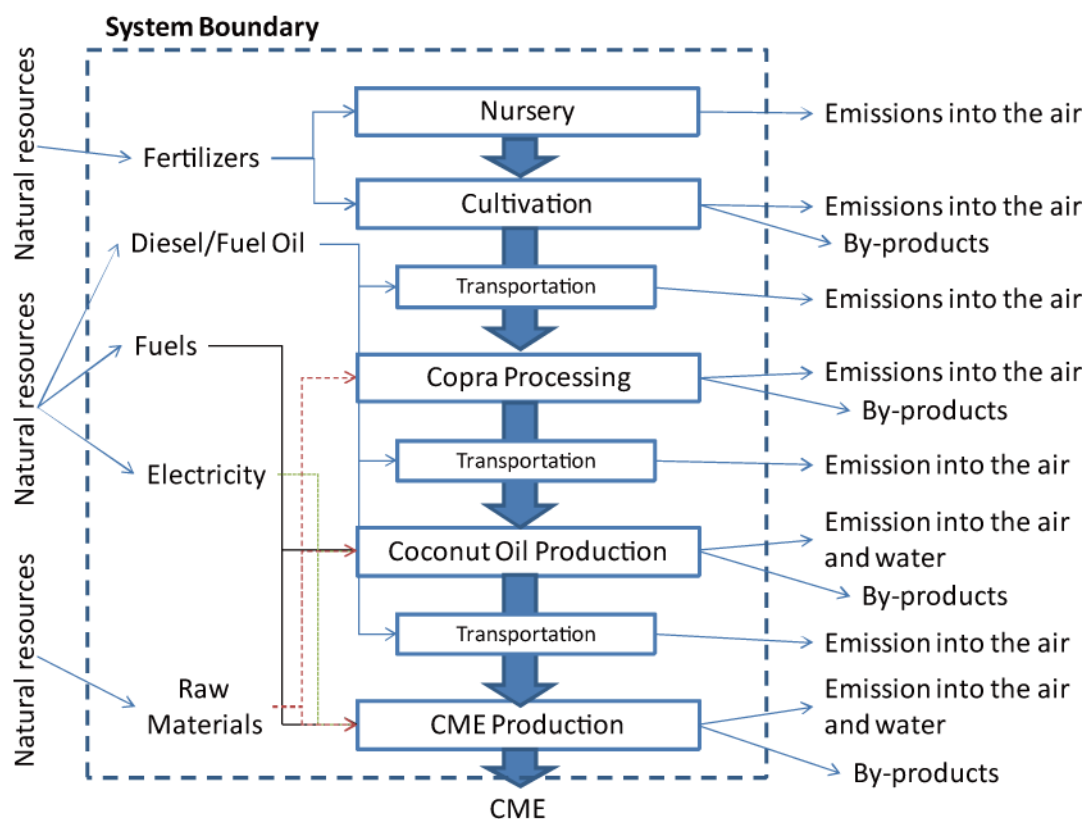 System Boundary
Natural resources
Natural resources
Natural resources
Fertilizers
Diesel/Fuel Oil
Fuels
Electricity
Raw
Materials
Nursery
Cultivation
Transportation
Copra Processing
Transportation
Coconut Oil Production
Transportation
CME Production
CME
Emissions into the air
Emissions into the air
By-products
Emissions into the air
Emissions into the air
By-products
Emission into the air
Emission into the air
and water
By-products
Emission into the air
Emission into the air
and water
By-products